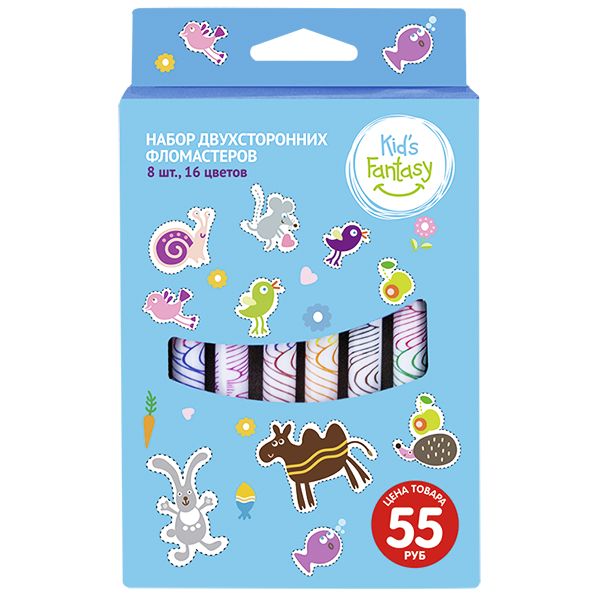 НАБОР ДВУХСТОРОННИХ
ФЛОМАСТЕРОВ
8 шт., 16 цветов
Kid's
Fantasy
ЦЕНА ТОВАРА
55
РУБ